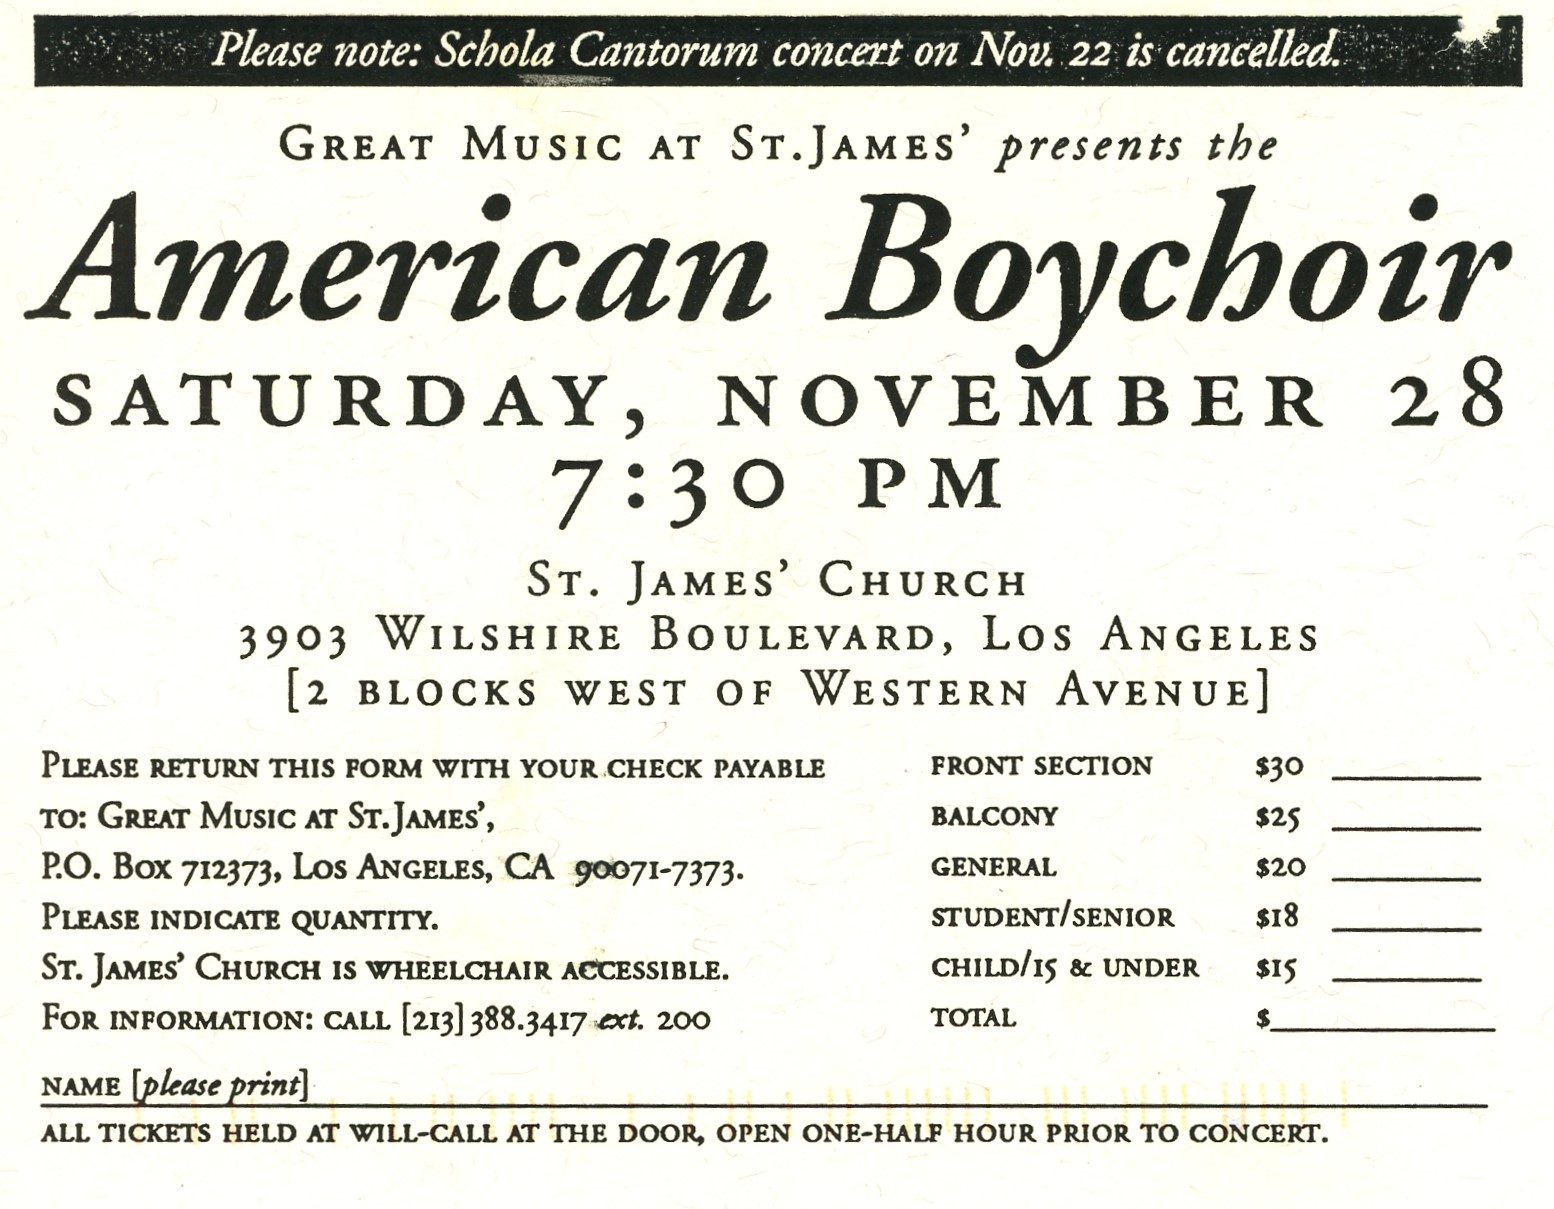 Please note: Schola Cantorum concert on Nov. 22 is cancelled.
Great Music at St. James' presents the
American Boychoir
Saturday, November 28
7:30 PM
St. James' Church
3903 Wilshire Boulevard, Los Angeles
[2 blocks west of Western Avenue]
Please return this form with your check payable
to: Great Music at St. James',
P.O. Box 712373, Los Angeles, CA 90071-7373.
Please indicate quantity.
St. James' Church is wheelchair accessible.
For information: call [213] 388.3417 ext. 200
front section $30
balcony $25
general $20
student/senior $18
child/15 & under $15
total $
name [please print]
all tickets held at will-call at the door, open one-half hour prior to concert.